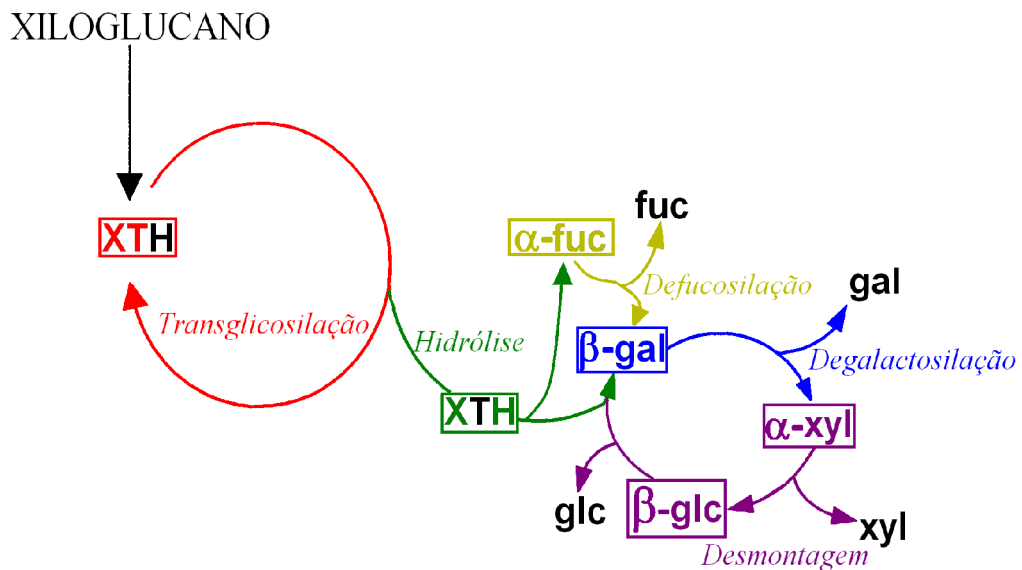 XILOGLUCANO
XTH
Transglicosilação
Hidrólise
XTH
α-fuc
fuc
Defucosilação
β-gal
gal
Degalactosilação
α-xyl
xyl
β-glc
glc
Desmontagem